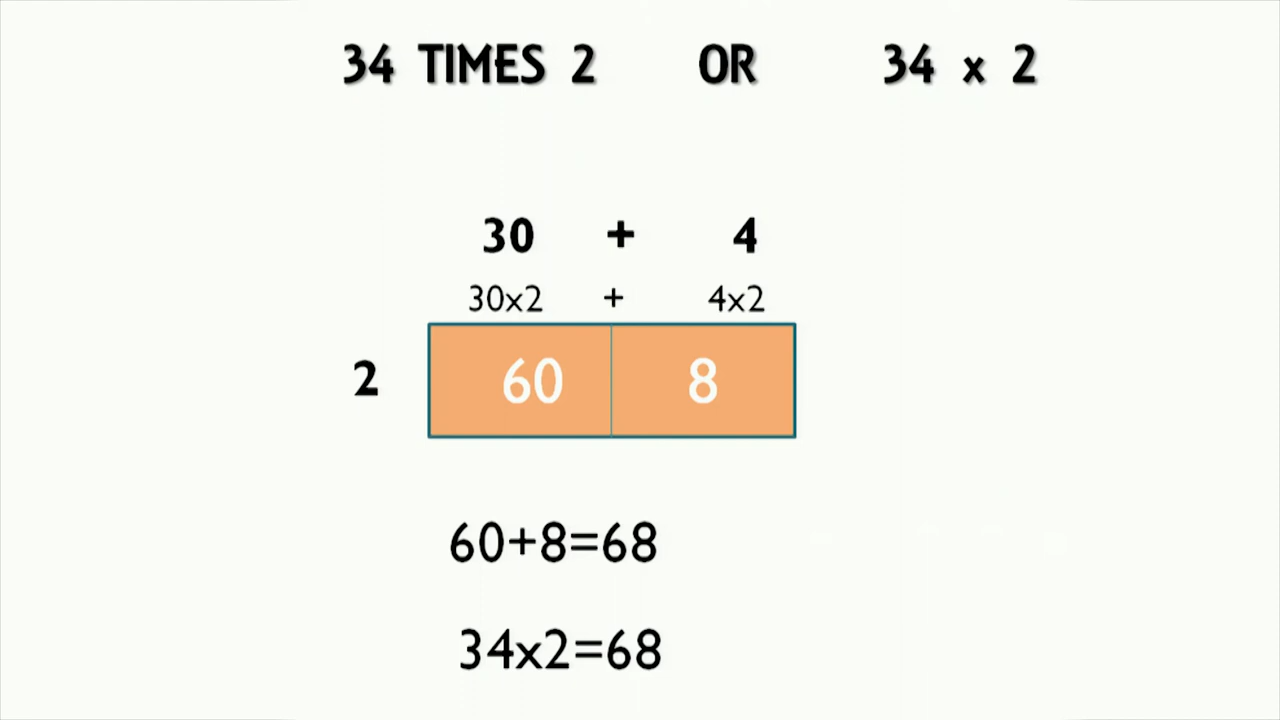 34 TIMES 2 OR 34 x 2
30 + 4
30x2 + 4x2
2 60 8
60+8=68
34x2=68